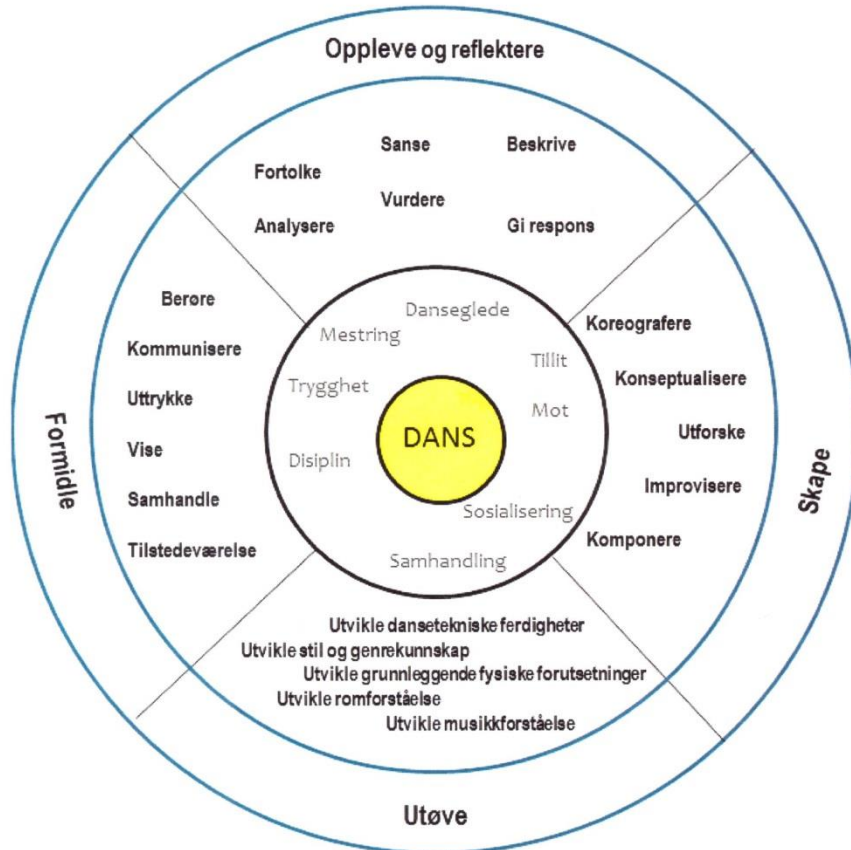 Oppleve og reflektere
Sanse
Beskrive
Fortolke
Vurdere
Analysere
Gi respons
Berøre
Kommunisere
Uttrykke
Vise
Samhandle
Tilstedeværelse
Formidle
Danseglede
Mestring
Tillit
Trygghet
Mot
DANS
Disiplin
Sosialisering
Samhandling
Koreografere
Konseptualisere
Utforske
Improvisere
Komponere
Skape
Utvikle dansetekniske ferdigheter
Utvikle stil og genrekunnskap
Utvikle grunnleggende fysiske forutsetninger
Utvikle romforståelse
Utvikle musikkforståelse
Utøve